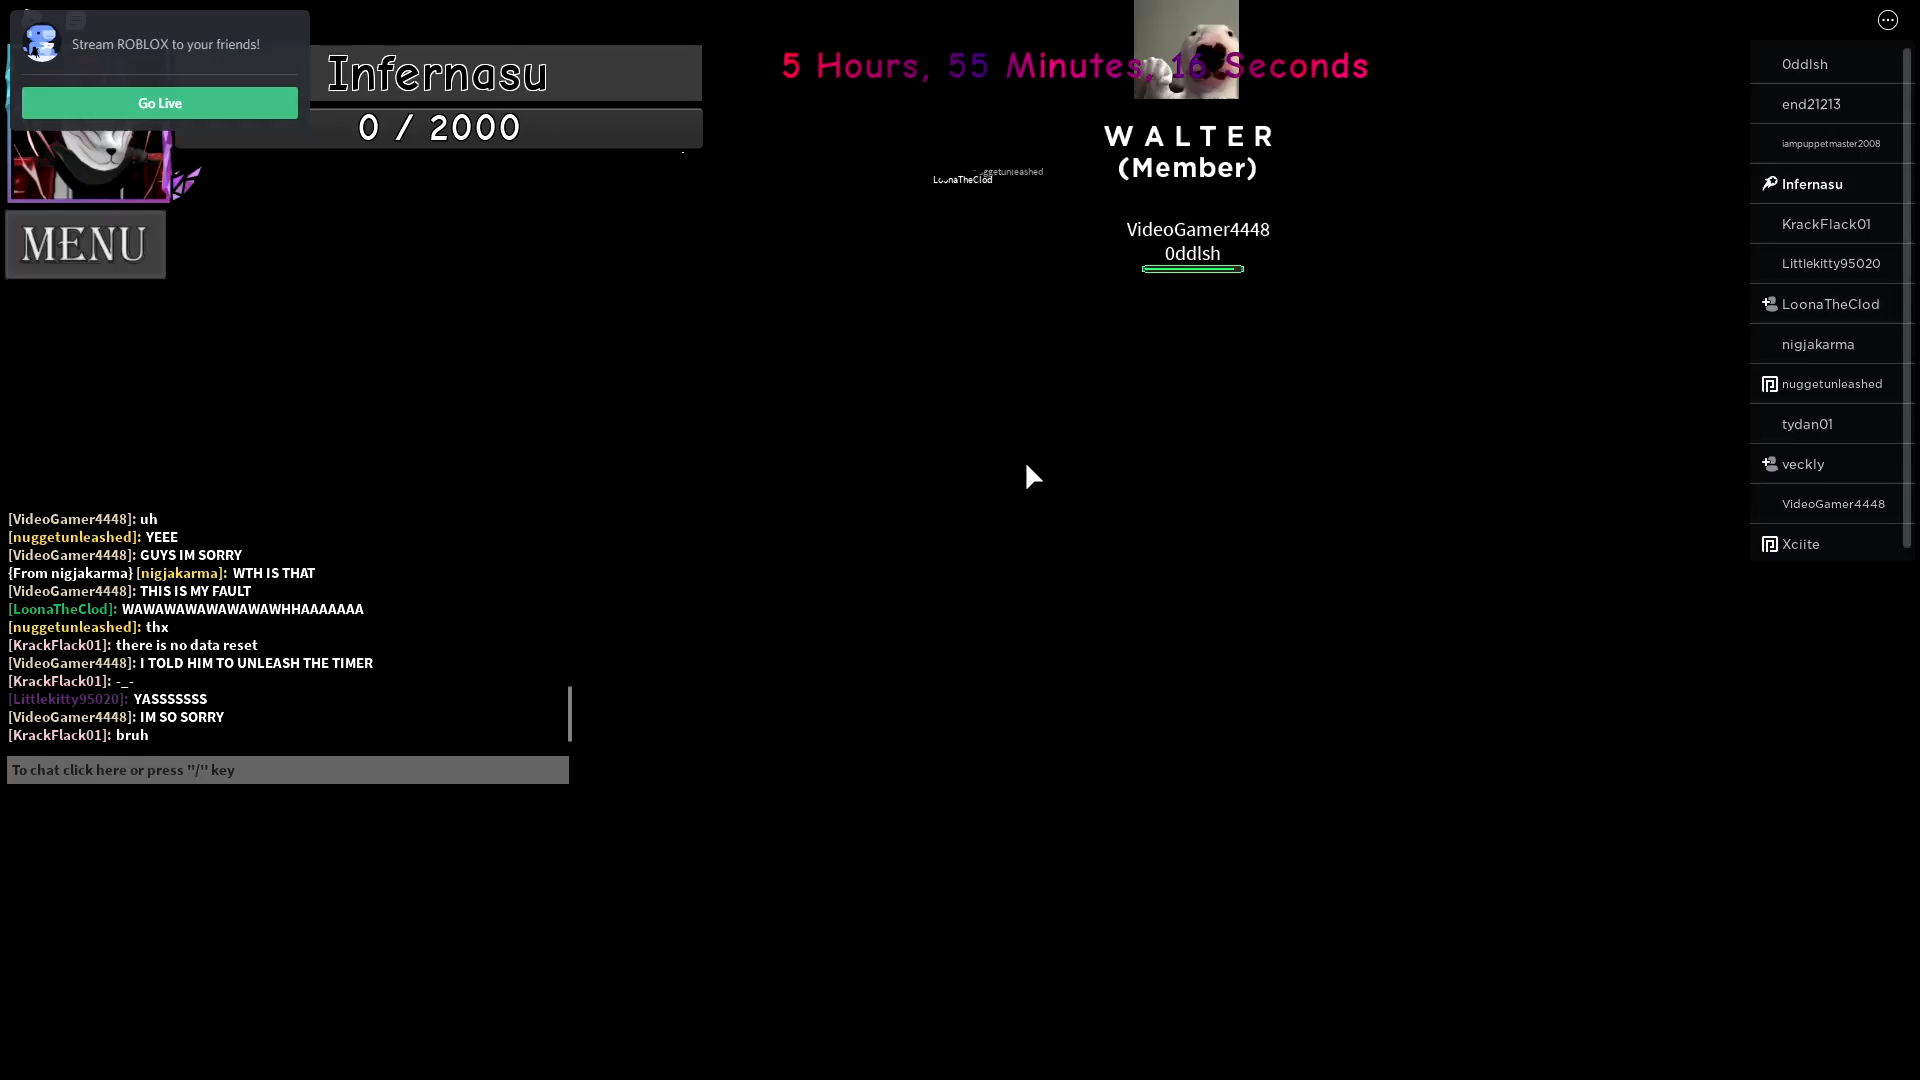 Stream ROBLOX to your friends!
Go Live
Infernasu
0 / 2000
MENU
5 Hours, 55 Minutes, 16 Seconds
W A L T E R
(Member)
LoonaTheClod
VideoGamer4448
0ddlsh
0ddlsh
end21213
iampuppetmaster2008
Infernasu
KrackFlack01
Littlekitty95020
LoonaTheClod
nigjakarma
nuggetunleashed
tydan01
veckly
VideoGamer4448
Xciite
[VideoGamer4448]: uh
[nuggetunleashed]: YEEE
[VideoGamer4448]: GUYS IM SORRY
{From nigjakarma} [nigjakarma]: WTH IS THAT
[VideoGamer4448]: THIS IS MY FAULT
[LoonaTheClod]: WAWAWAWAWAWAWAWHHAAAAAAA
[nuggetunleashed]: thx
[KrackFlack01]: there is no data reset
[VideoGamer4448]: I TOLD HIM TO UNLEASH THE TIMER
[KrackFlack01]: -_-
[Littlekitty95020]: YASSSSSSS
[VideoGamer4448]: IM SO SORRY
[KrackFlack01]: bruh
To chat click here or press "/" key